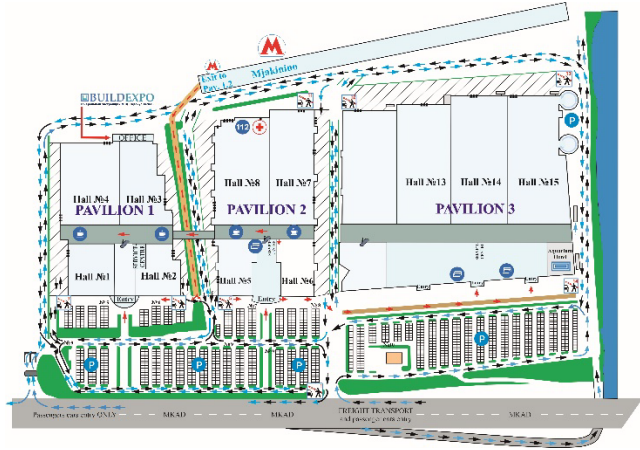 M
M
Mjakinino
Exit to
Pav. 1,2
BUILDEXPO
OFFICE
P
112
Hall №4
Hall №3
Hall №8
Hall №7
Hall №13
Hall №14
Hall №15
PAVILION 1
PAVILION 2
PAVILION 3
Hall №1
Hall №2
Hall №5
Hall №6
Aquarium
Hotel
Entry
Entry
P
P
P
P
Passengers cars entry ONLY
MKAD
MKAD
FREIGHT TRANSPORT
and passenger cars entry
MKAD